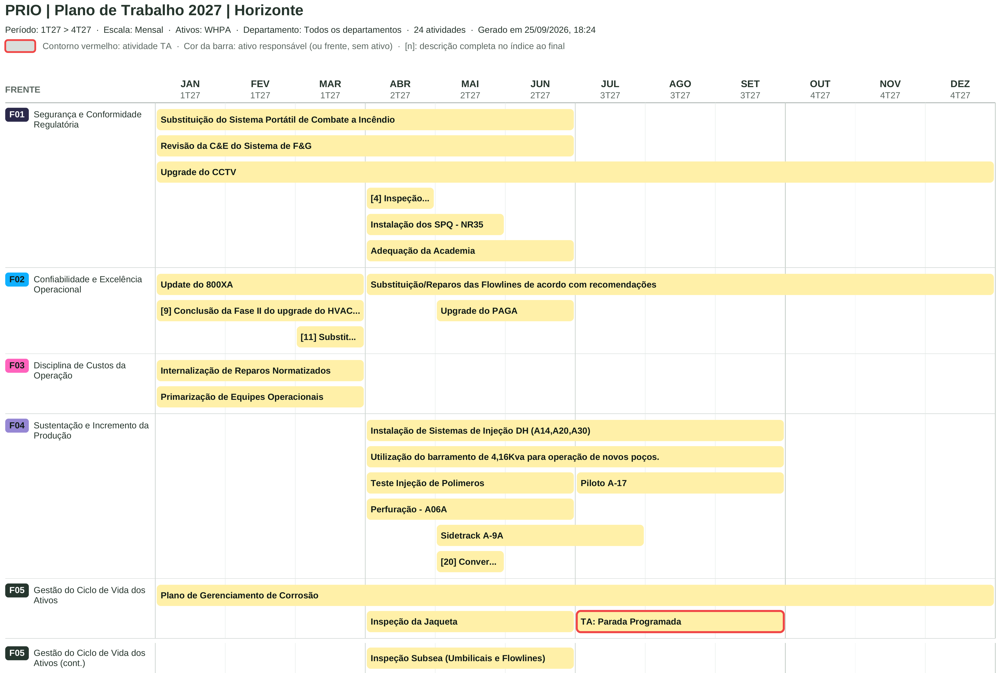 PRIO | Plano de Trabalho 2027 | Horizonte
Período: 1T27 > 4T27 · Escala: Mensal · Ativos: WHPA · Departamento: Todos os departamentos · 24 atividades · Gerado em 25/09/2026, 18:24
Contorno vermelho: atividade TA · Cor da barra: ativo responsável (ou frente, sem ativo) · [n]: descrição completa no índice ao final
FRENTE
JAN FEV MAR ABR MAI JUN JUL AGO SET OUT NOV DEZ
1T27 1T27 1T27 2T27 2T27 2T27 3T27 3T27 3T27 4T27 4T27 4T27
F01 Segurança e Conformidade
Regulatória
Substituição do Sistema Portátil de Combate a Incêndio
Revisão da C&E do Sistema de F&G
Upgrade do CCTV
[4] Inspeção...
Instalação dos SPQ - NR35
Adequação da Academia
F02 Confiabilidade e Excelência
Operacional
Update do 800XA
Substituição/Reparos das Flowlines de acordo com recomendações
[9] Conclusão da Fase II do upgrade do HVAC...
Upgrade do PAGA
[11] Substit...
F03 Disciplina de Custos da
Operação
Internalização de Reparos Normatizados
Primarização de Equipes Operacionais
F04 Sustentação e Incremento da
Produção
Instalação de Sistemas de Injeção DH (A14,A20,A30)
Utilização do barramento de 4,16Kva para operação de novos poços.
Teste Injeção de Polimeros
Piloto A-17
Perfuração - A06A
Sidetrack A-9A
[20] Conver...
F05 Gestão do Ciclo de Vida dos
Ativos
Plano de Gerenciamento de Corrosão
Inspeção da Jaqueta
TA: Parada Programada
F05 Gestão do Ciclo de Vida dos
Ativos (cont.)
Inspeção Subsea (Umbilicais e Flowlines)